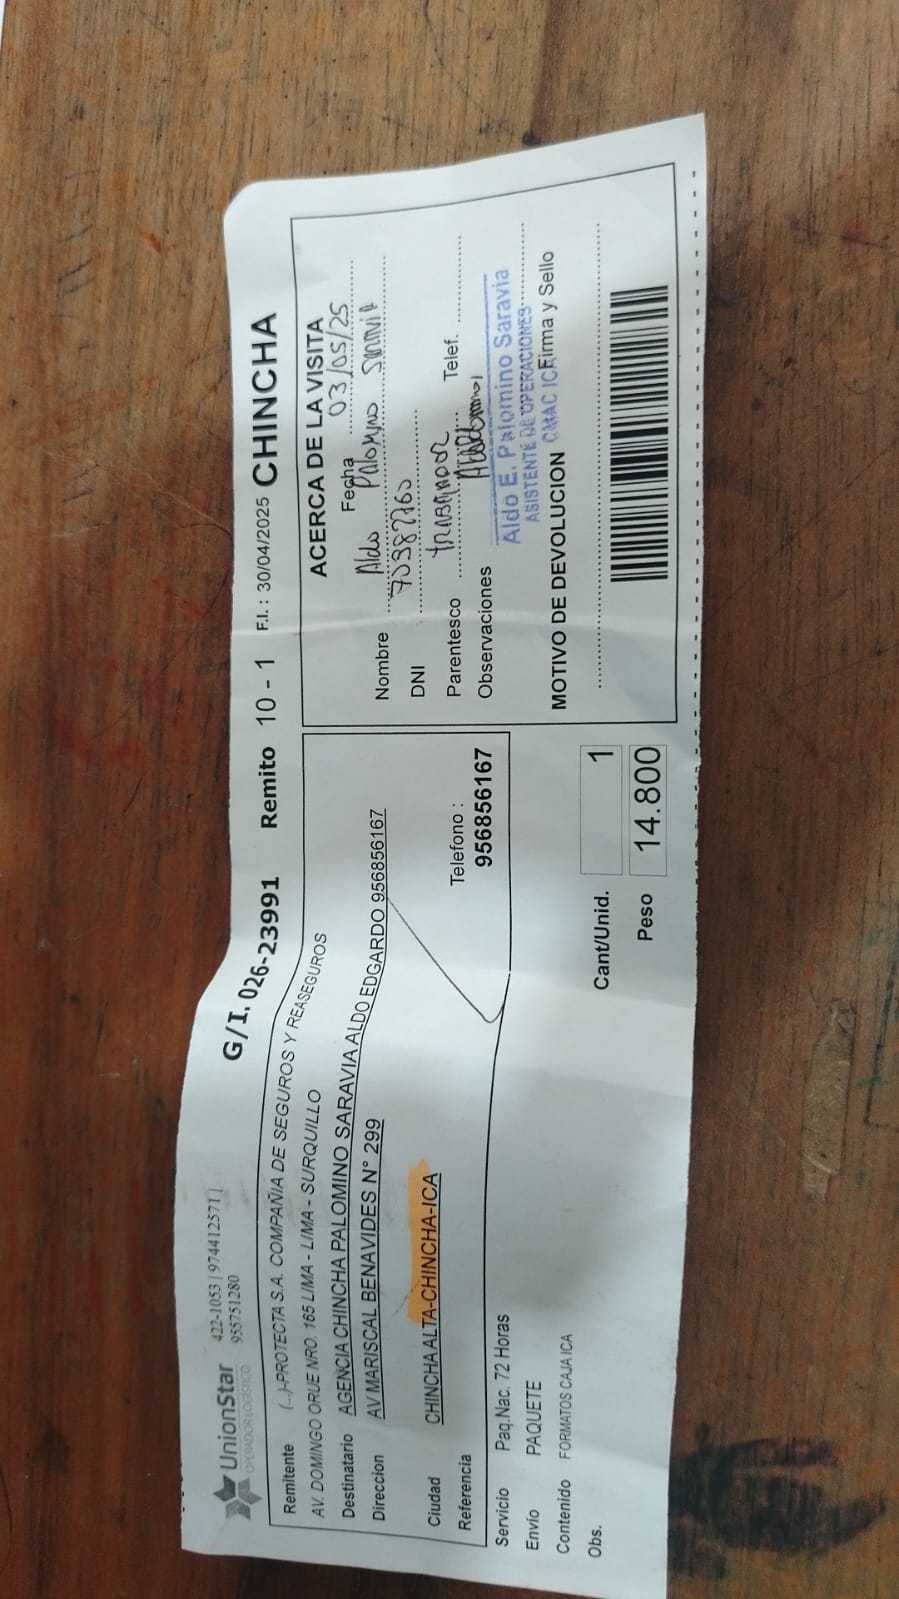 UnionStar
OPERADOR LOGÍSTICO
422-1053 | 974412571 |
955751280
G/I. 026-23991 Remito 10 - 1 F.I.: 30/04/2025 CHINCHA
Remitente (...)-PROTECTA S.A. COMPAÑIA DE SEGUROS Y REASEGUROS
AV. DOMINGO ORUE NRO. 165 LIMA - LIMA - SURQUILLO
Destinatario AGENCIA CHINCHA PALOMINO SARAVIA ALDO EDGARDO 956856167
Direccion AV MARISCAL BENAVIDES N° 299
Ciudad CHINCHA ALTA-CHINCHA-ICA
Referencia
Telefono :
956856167
Servicio Paq.Nac. 72 Horas
Envío PAQUETE
Contenido FORMATOS CAJA ICA
Obs.
Cant/Unid. 1
Peso 14.800
ACERCA DE LA VISITA
Fecha 03/05/25
Nombre Aldo Palomino Saravia
DNI
Parentesco Trabajador Telef.
Observaciones
Aldo E. Palomino Saravia
ASISTENTE DE OPERACIONES
CMAC ICA
Firma y Sello
MOTIVO DE DEVOLUCION